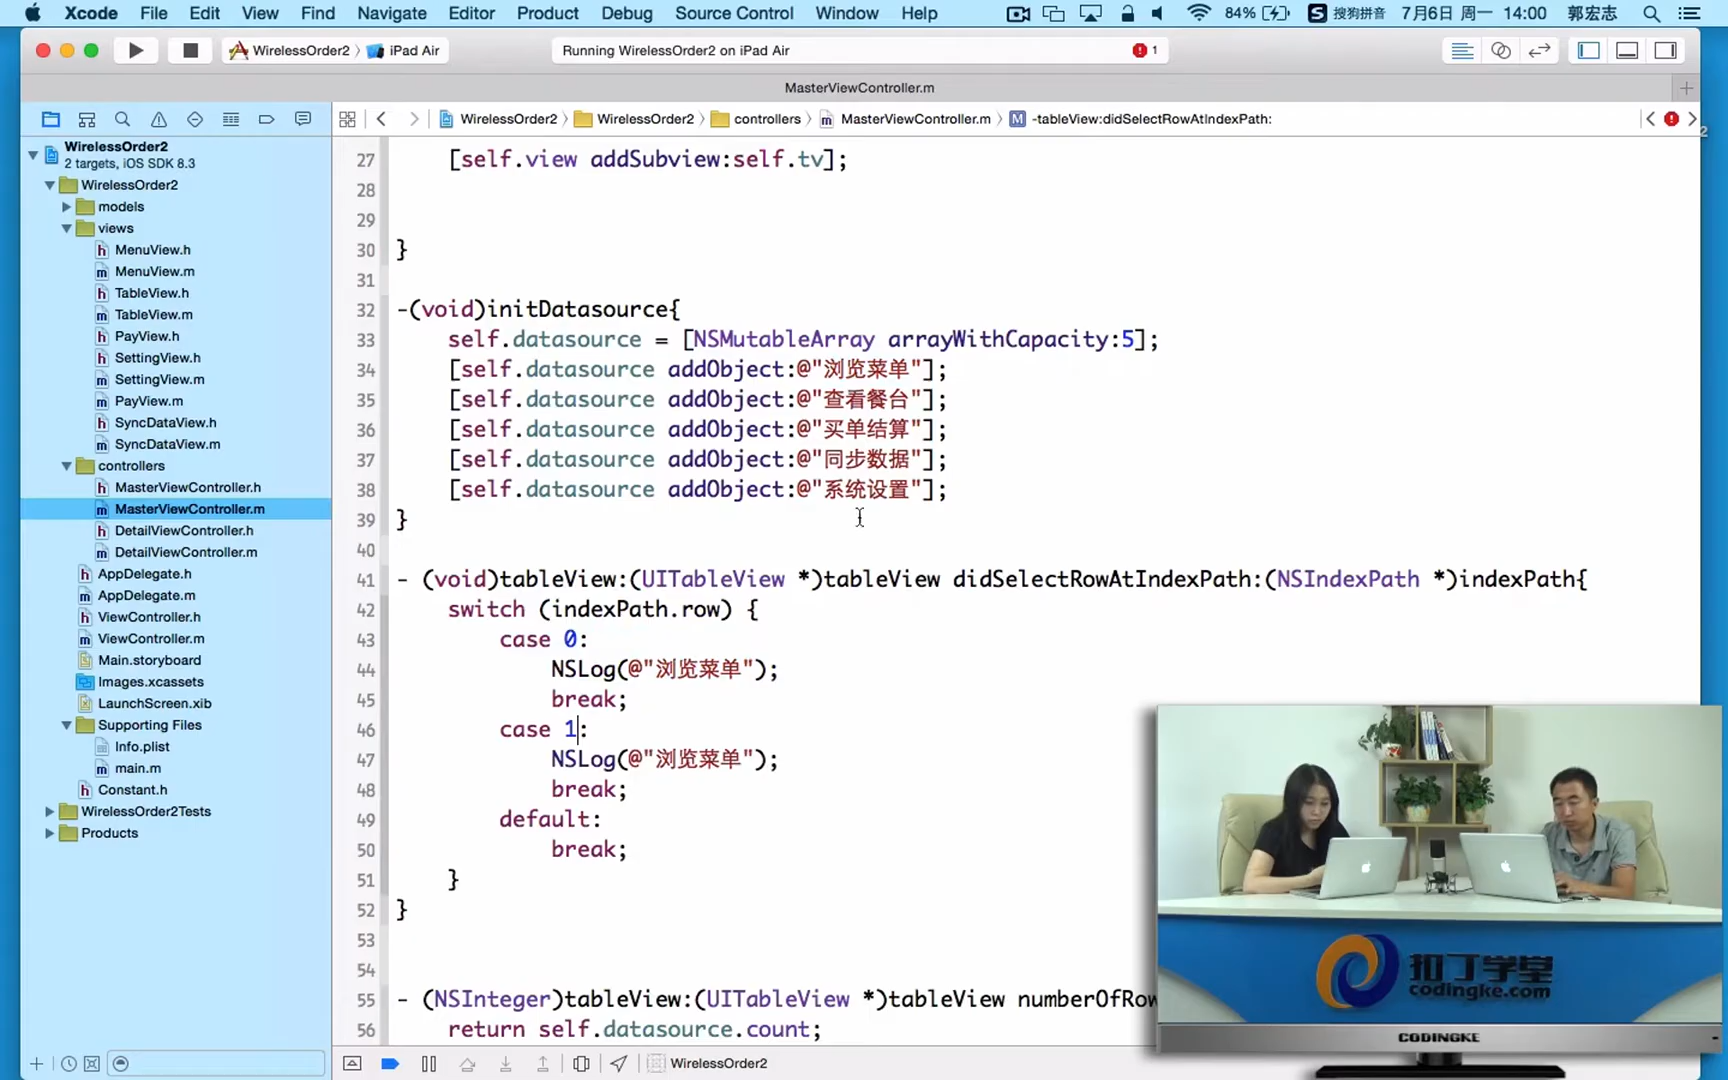 Xcode File Edit View Find Navigate Editor Product Debug Source Control Window Help 84% 搜狗拼音 7月6日 周一 14:00 郭宏志
WirelessOrder2 iPad Air Running WirelessOrder2 on iPad Air 1
MasterViewController.m
WirelessOrder2 WirelessOrder2 controllers MasterViewController.m M -tableView:didSelectRowAtIndexPath:
2
WirelessOrder2
2 targets, iOS SDK 8.3
WirelessOrder2
models
views
h MenuView.h
m MenuView.m
h TableView.h
m TableView.m
h PayView.h
h SettingView.h
m SettingView.m
m PayView.m
h SyncDataView.h
m SyncDataView.m
controllers
h MasterViewController.h
m MasterViewController.m
h DetailViewController.h
m DetailViewController.m
h AppDelegate.h
m AppDelegate.m
h ViewController.h
m ViewController.m
Main.storyboard
Images.xcassets
LaunchScreen.xib
Supporting Files
Info.plist
m main.m
h Constant.h
WirelessOrder2Tests
Products
27 [self.view addSubview:self.tv];
28
29
30 }
31
32 -(void)initDatasource{
33 self.datasource = [NSMutableArray arrayWithCapacity:5];
34 [self.datasource addObject:@"浏览菜单"];
35 [self.datasource addObject:@"查看餐台"];
36 [self.datasource addObject:@"买单结算"];
37 [self.datasource addObject:@"同步数据"];
38 [self.datasource addObject:@"系统设置"];
39 }
40
41 - (void)tableView:(UITableView *)tableView didSelectRowAtIndexPath:(NSIndexPath *)indexPath{
42 switch (indexPath.row) {
43 case 0:
44 NSLog(@"浏览菜单");
45 break;
46 case 1:
47 NSLog(@"浏览菜单");
48 break;
49 default:
50 break;
51 }
52 }
53
54
55 - (NSInteger)tableView:(UITableView *)tableView numberOfRow
56 return self.datasource.count;
WirelessOrder2
扣丁学堂
codingke.com
CODINGKE